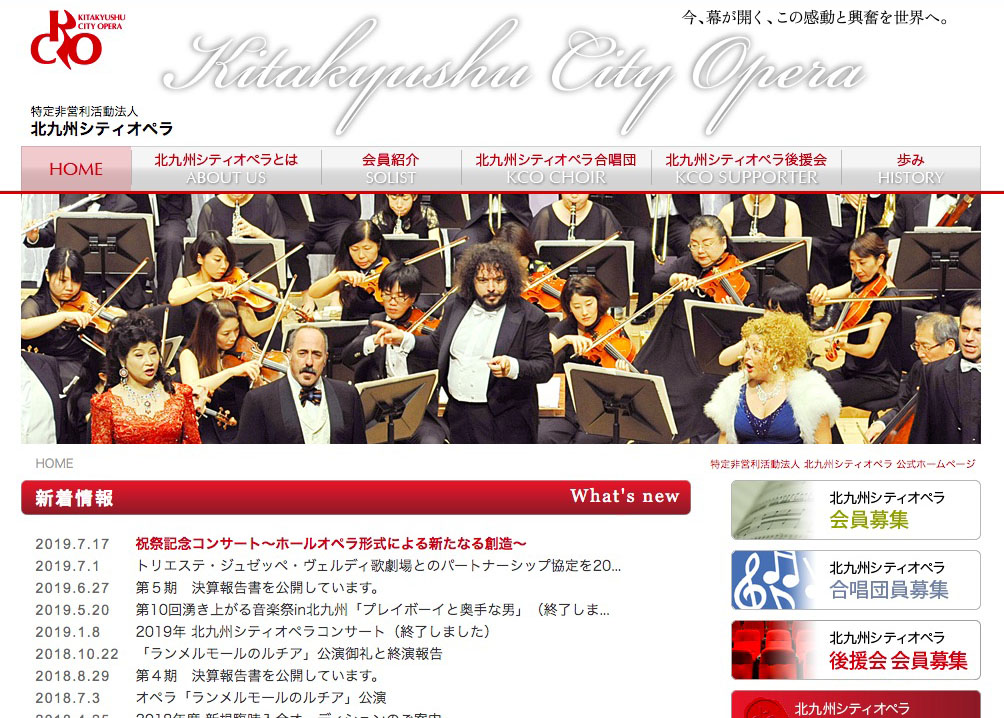 KITAKYUSHU
CITY OPERA
KCO
今、幕が開く、この感動と興奮を世界へ。
Kitakyushu City Opera
特定非営利活動法人
北九州シティオペラ
HOME
北九州シティオペラとは
ABOUT US
会員紹介
SOLIST
北九州シティオペラ合唱団
KCO CHOIR
北九州シティオペラ後援会
KCO SUPPORTER
歩み
HISTORY
HOME
特定非営利活動法人 北九州シティオペラ 公式ホームページ
新着情報 What's new
2019.7.17 祝祭記念コンサート〜ホールオペラ形式による新たなる創造〜
2019.7.1 トリエステ・ジュゼッペ・ヴェルディ歌劇場とのパートナーシップ協定を20...
2019.6.27 第５期　決算報告書を公開しています。
2019.5.20 第10回湧き上がる音楽祭in北九州「プレイボーイと奥手な男」（終了しま...
2019.1.8 2019年 北九州シティオペラコンサート（終了しました）
2018.10.22 「ランメルモールのルチア」公演御礼と終演報告
2018.8.29 第４期　決算報告書を公開しています。
2018.7.3 オペラ「ランメルモールのルチア」公演
北九州シティオペラ
会員募集
北九州シティオペラ
合唱団員募集
北九州シティオペラ
後援会 会員募集
北九州シティオペラ